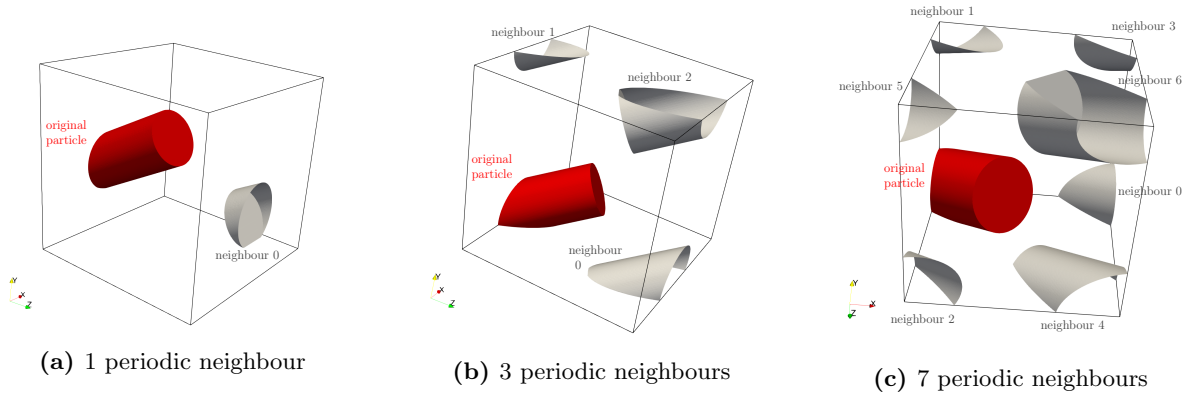 original
particle
neighbour 0
Y
X
Z
(a) 1 periodic neighbour
neighbour 1
neighbour 2
original
particle
neighbour
0
Y
X
Z
(b) 3 periodic neighbours
neighbour 1
neighbour 3
neighbour 5
neighbour 6
original
particle
neighbour 0
neighbour 2
neighbour 4
Y
X
Z
(c) 7 periodic neighbours